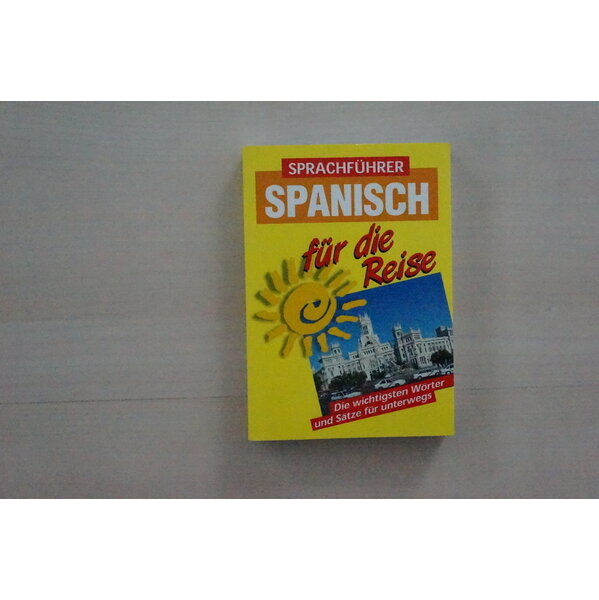 SPRACHFÜHRER
SPANISCH
für die
Reise
Die wichtigsten Wörter
und Sätze für unterwegs